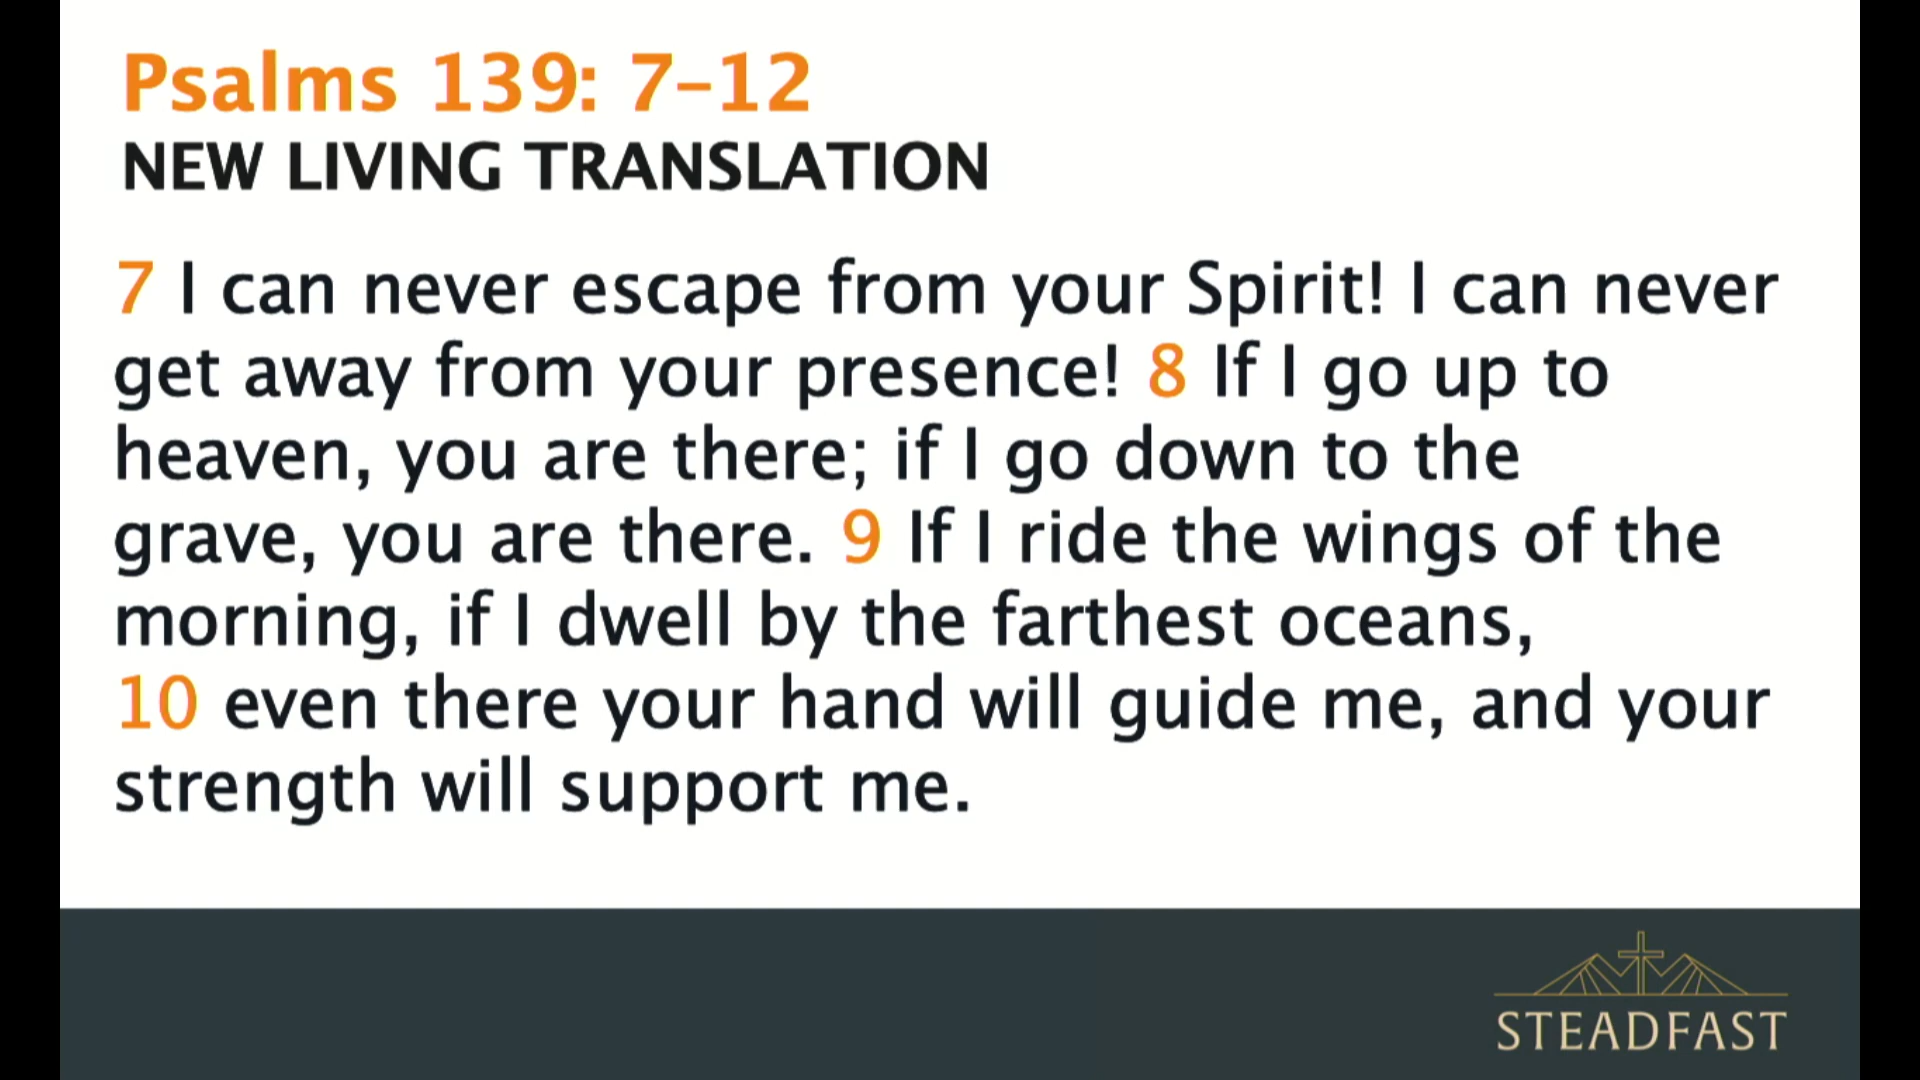 Psalms 139: 7–12
NEW LIVING TRANSLATION
7 I can never escape from your Spirit! I can never
get away from your presence! 8 If I go up to
heaven, you are there; if I go down to the
grave, you are there. 9 If I ride the wings of the
morning, if I dwell by the farthest oceans,
10 even there your hand will guide me, and your
strength will support me.
STEADFAST